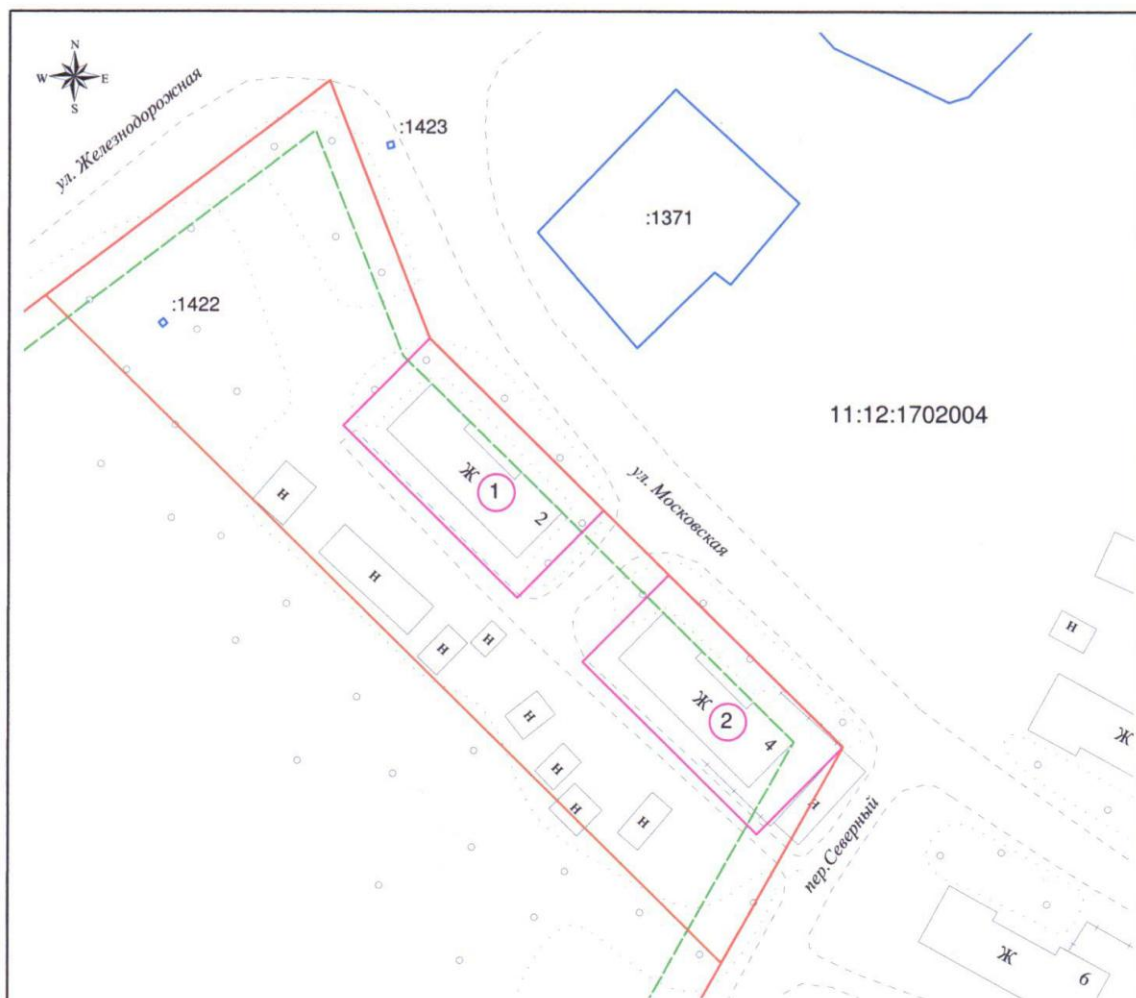 N
W E
S
ул. Железнодорожная
:1423
:1371
:1422
11:12:1702004
ул. Московская
Ж 1
2
н
н
н
н
н
Ж
н
Ж 2
4
н
н
н
н
пер.Северный
Ж
6